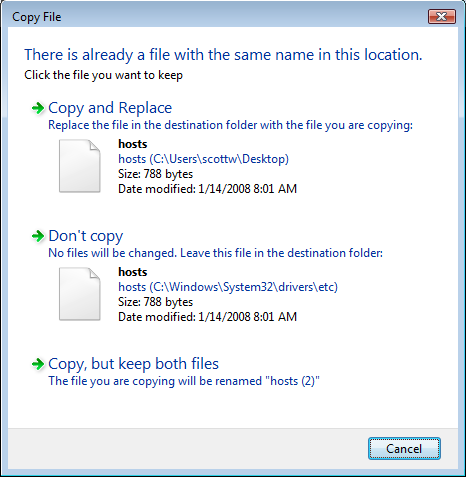 Copy File
There is already a file with the same name in this location.
Click the file you want to keep
Copy and Replace
Replace the file in the destination folder with the file you are copying:
hosts
hosts (C:\Users\scottw\Desktop)
Size: 788 bytes
Date modified: 1/14/2008 8:01 AM
Don't copy
No files will be changed. Leave this file in the destination folder:
hosts
hosts (C:\Windows\System32\drivers\etc)
Size: 788 bytes
Date modified: 1/14/2008 8:01 AM
Copy, but keep both files
The file you are copying will be renamed "hosts (2)"
Cancel